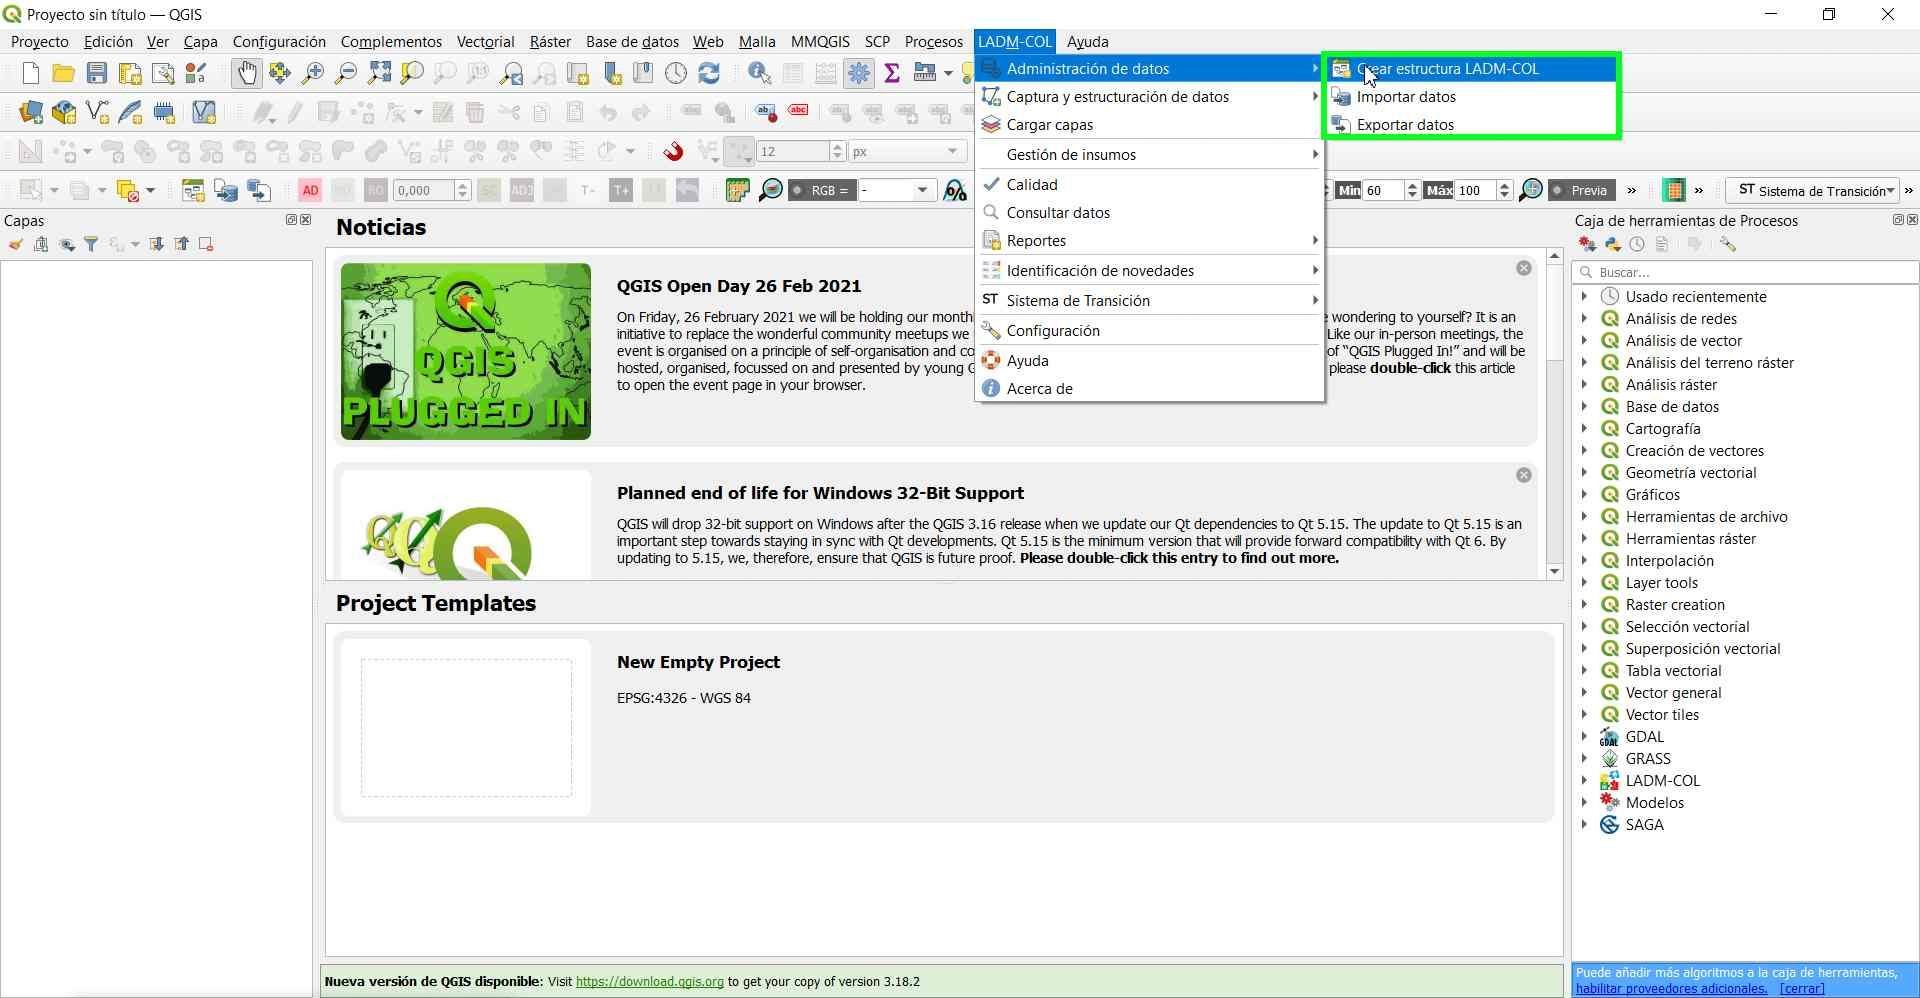 Proyecto sin título — QGIS
Proyecto Edición Ver Capa Configuración Complementos Vectorial Ráster Base de datos Web Malla MMQGIS SCP Procesos LADM-COL Ayuda
Administración de datos
Crear estructura LADM-COL
Captura y estructuración de datos
Importar datos
Cargar capas
Exportar datos
Gestión de insumos
Calidad
Consultar datos
Reportes
Identificación de novedades
Sistema de Transición
Configuración
Ayuda
Acerca de
abc abc
12 px
AD RO 0,000 SC ADJ T- T+ RGB = - Min 60 Máx 100 Previa » » ST Sistema de Transición »
Capas
Noticias
QGIS Open Day 26 Feb 2021
On Friday, 26 February 2021 we will be holding our month
wondering to yourself? It is an
initiative to replace the wonderful community meetups we
Like our in-person meetings, the
event is organised on a principle of self-organisation and co
of "QGIS Plugged In!" and will be
hosted, organised, focussed on and presented by young
please double-click this article
to open the event page in your browser.
QGIS
PLUGGED IN
Planned end of life for Windows 32-Bit Support
QGIS will drop 32-bit support on Windows after the QGIS 3.16 release when we update our Qt dependencies to Qt 5.15. The update to Qt 5.15 is an
important step towards staying in sync with Qt developments. Qt 5.15 is the minimum version that will provide forward compatibility with Qt 6. By
updating to 5.15, we, therefore, ensure that QGIS is future proof. Please double-click this entry to find out more.
Project Templates
New Empty Project
EPSG:4326 - WGS 84
Nueva versión de QGIS disponible: Visit https://download.qgis.org to get your copy of version 3.18.2
Caja de herramientas de Procesos
Buscar...
Usado recientemente
Análisis de redes
Análisis de vector
Análisis del terreno ráster
Análisis ráster
Base de datos
Cartografía
Creación de vectores
Geometría vectorial
Gráficos
Herramientas de archivo
Herramientas ráster
Interpolación
Layer tools
Raster creation
Selección vectorial
Superposición vectorial
Tabla vectorial
Vector general
Vector tiles
GDAL
GRASS
LADM-COL
Modelos
SAGA
Puede añadir más algoritmos a la caja de herramientas,
habilitar proveedores adicionales. [cerrar]